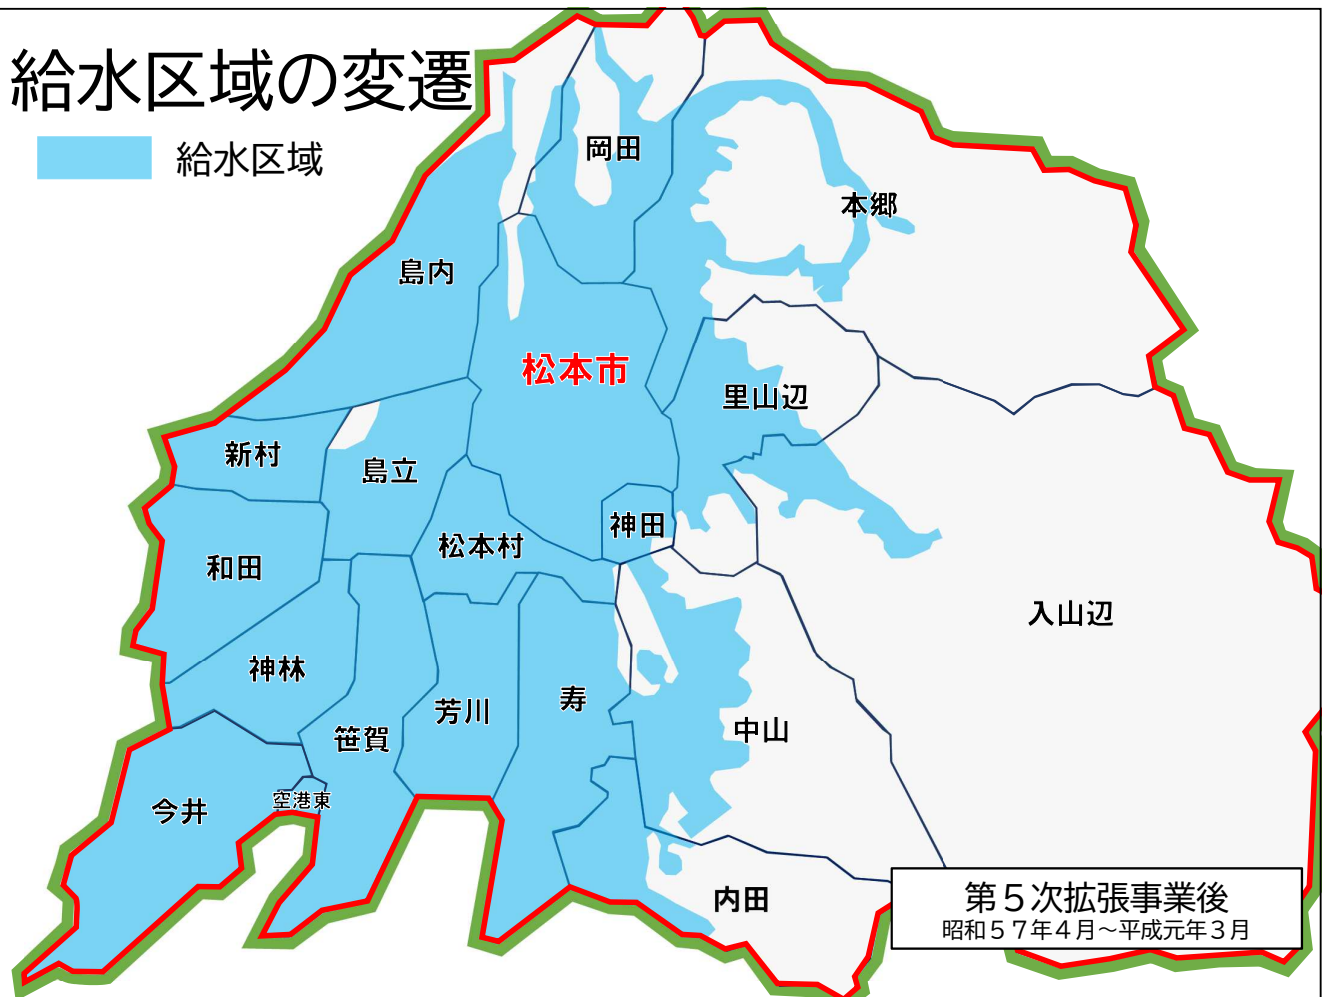 給水区域の変遷
給水区域
岡田
本郷
島内
松本市
里山辺
新村
島立
神田
松本村
和田
入山辺
神林
寿
芳川
中山
笹賀
空港東
今井
内田
第５次拡張事業後
昭和５７年４月～平成元年３月